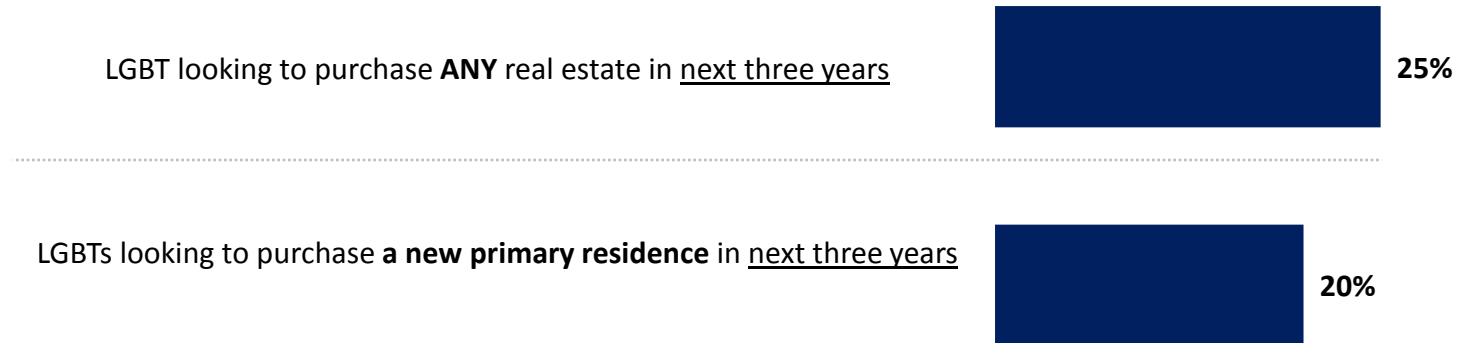 LGBT looking to purchase ANY real estate in next three years
25%
LGBTs looking to purchase a new primary residence in next three years
20%